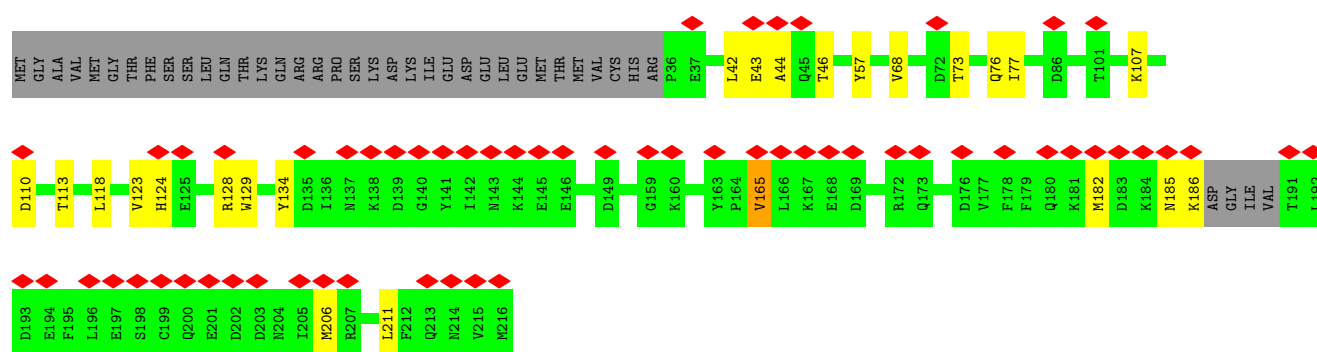 MET GLY ALA VAL MET GLY THR PHE SER SER LEU GLN THR LYS GLN ARG ARG PRO SER LYS ASP LYS ILE GLU ASP GLU LEU GLU MET THR MET VAL CYS HIS ARG P36 E37 L42 E43 A44 Q45 T46 Y57 V68 D72 T73 Q76 I77 D86 T101 K107
D110 T113 L118 V123 H124 E125 R128 W129 Y134 D135 I136 N137 K138 D139 G140 Y141 I142 N143 K144 E145 E146 D149 G159 K160 Y163 P164 V165 L166 K167 E168 D169 R172 Q173 D176 V177 F178 F179 Q180 K181 M182 D183 K184 N185 K186 ASP GLY ILE VAL T191 L192
D193 E194 F195 L196 E197 S198 C199 Q200 E201 D202 D203 N204 I205 M206 R207 L211 F212 Q213 N214 V215 M216